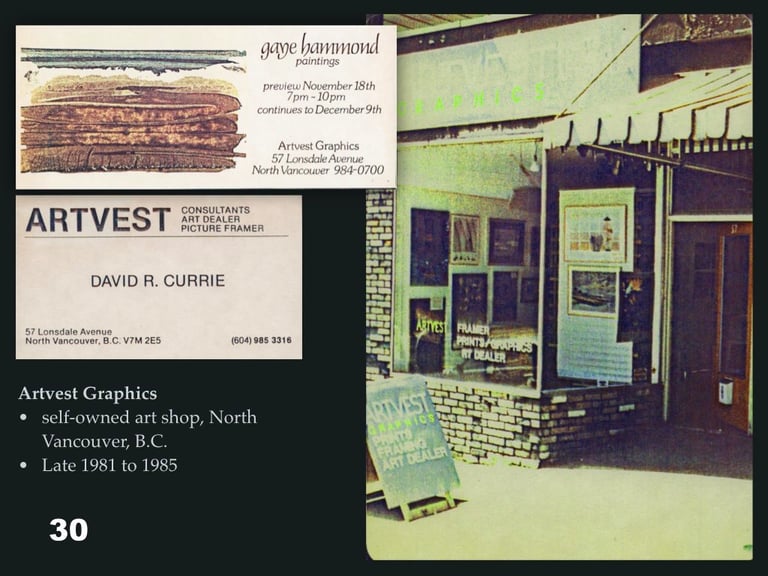 gaye hammond
paintings
preview November 18th
7pm - 10pm
continues to December 9th
Artvest Graphics
57 Lonsdale Avenue
North Vancouver 984-0700
ARTVEST
CONSULTANTS
ART DEALER
PICTURE FRAMER
DAVID R. CURRIE
57 Lonsdale Avenue
North Vancouver, B.C. V7M 2E5
(604) 985 3316
Artvest Graphics
• self-owned art shop, North
Vancouver, B.C.
• Late 1981 to 1985
30
GRAPHICS
57
ARTVEST
FRAMER
PRINTS/GRAPHICS
ART DEALER
ARTVEST
GRAPHICS
PRINTS
FRAMING
ART DEALER